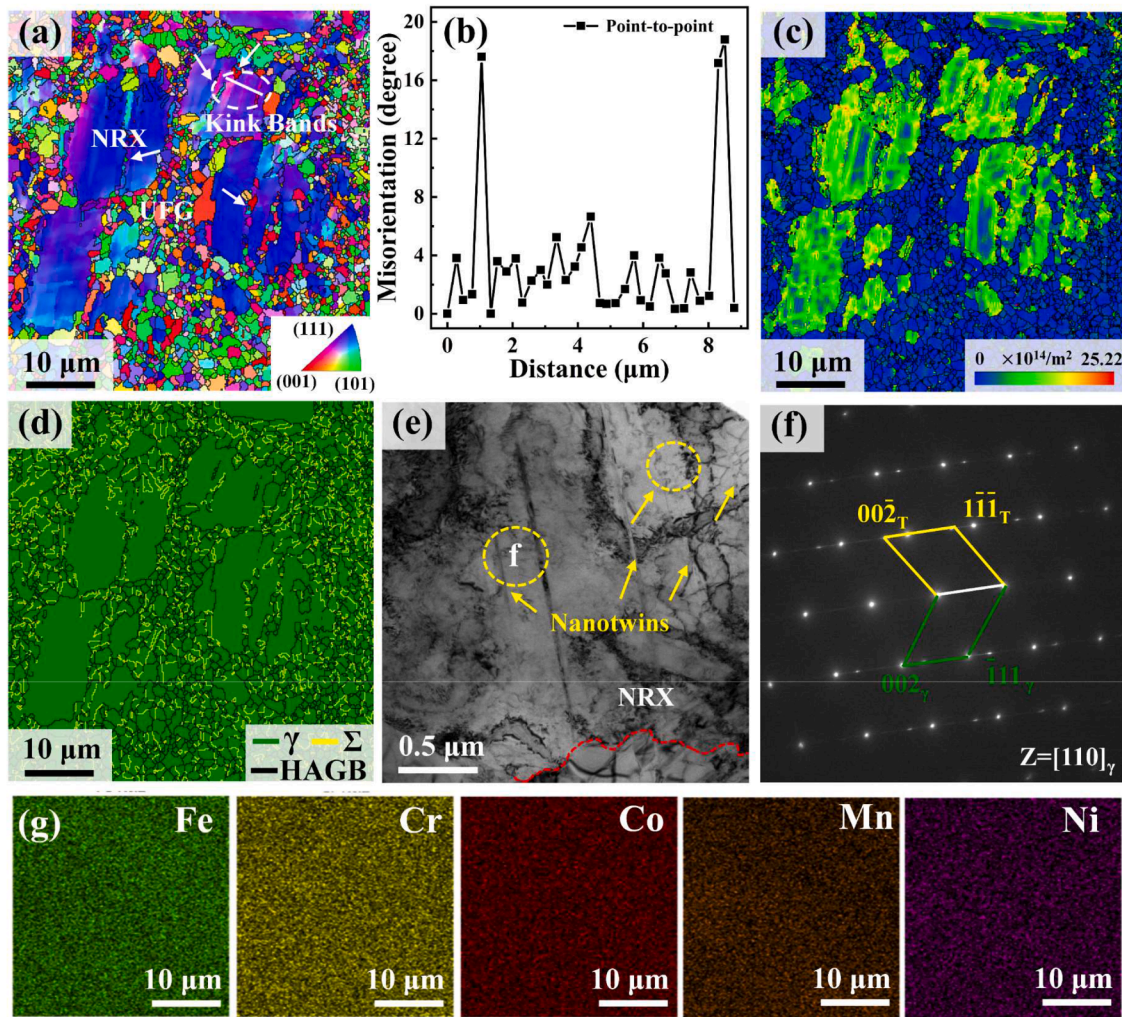 (a)
NRX
Kink Bands
UFG
(111)
(001)
(101)
10 μm
(b)
Point-to-point
Misorientation (degree)
20
16
12
8
4
0
0 2 4 6 8
Distance (μm)
(c)
10 μm
0 ×10¹⁴/m² 25.22
(d)
10 μm
γ Σ
HAGB
(e)
f
Nanotwins
NRX
0.5 μm
(f)
002̄T
11̄1̄T
002γ
1̄11γ
Z=[110]γ
(g)
Fe
10 μm
Cr
10 μm
Co
10 μm
Mn
10 μm
Ni
10 μm